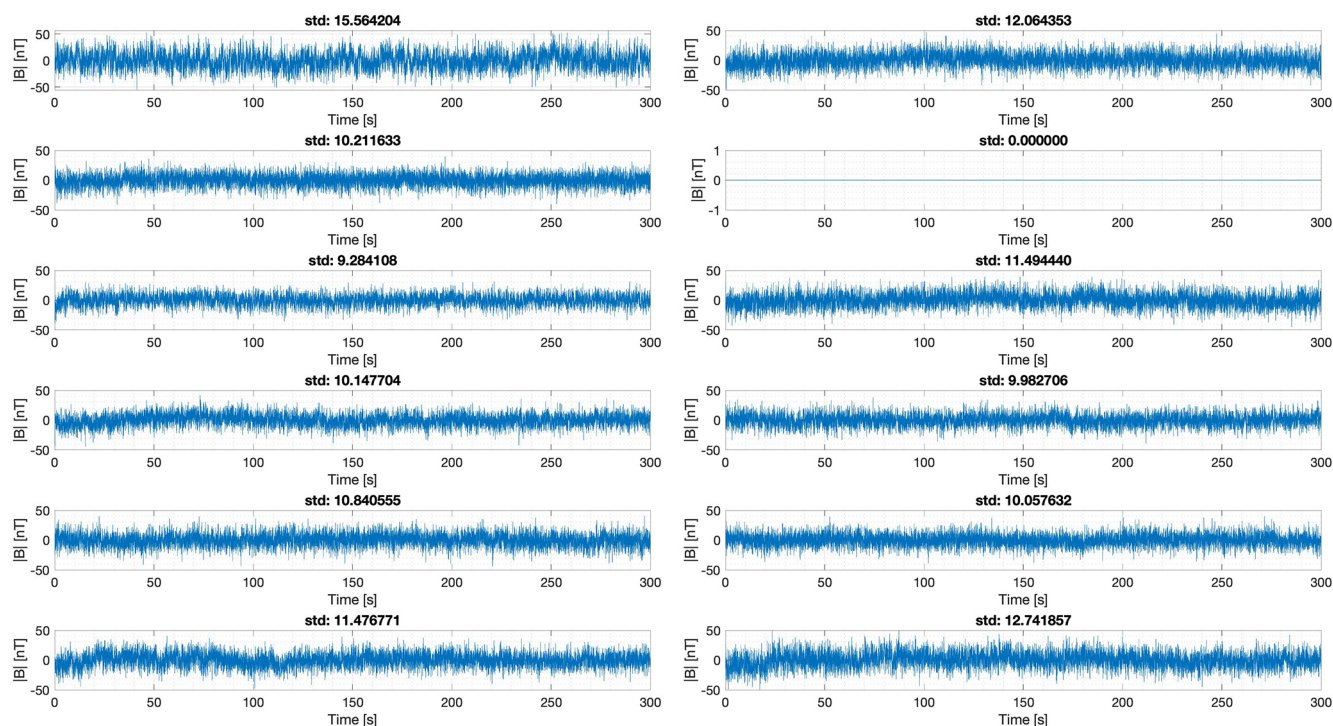 std: 15.564204
|B| [nT]
50
0
-50
0 50 100 150 200 250 300
Time [s]
std: 12.064353
|B| [nT]
50
0
-50
0 50 100 150 200 250 300
Time [s]
std: 10.211633
|B| [nT]
50
0
-50
0 50 100 150 200 250 300
Time [s]
std: 0.000000
|B| [nT]
1
0
-1
0 50 100 150 200 250 300
Time [s]
std: 9.284108
|B| [nT]
50
0
-50
0 50 100 150 200 250 300
Time [s]
std: 11.494440
|B| [nT]
50
0
-50
0 50 100 150 200 250 300
Time [s]
std: 10.147704
|B| [nT]
50
0
-50
0 50 100 150 200 250 300
Time [s]
std: 9.982706
|B| [nT]
50
0
-50
0 50 100 150 200 250 300
Time [s]
std: 10.840555
|B| [nT]
50
0
-50
0 50 100 150 200 250 300
Time [s]
std: 10.057632
|B| [nT]
50
0
-50
0 50 100 150 200 250 300
Time [s]
std: 11.476771
|B| [nT]
50
0
-50
0 50 100 150 200 250 300
Time [s]
std: 12.741857
|B| [nT]
50
0
-50
0 50 100 150 200 250 300
Time [s]